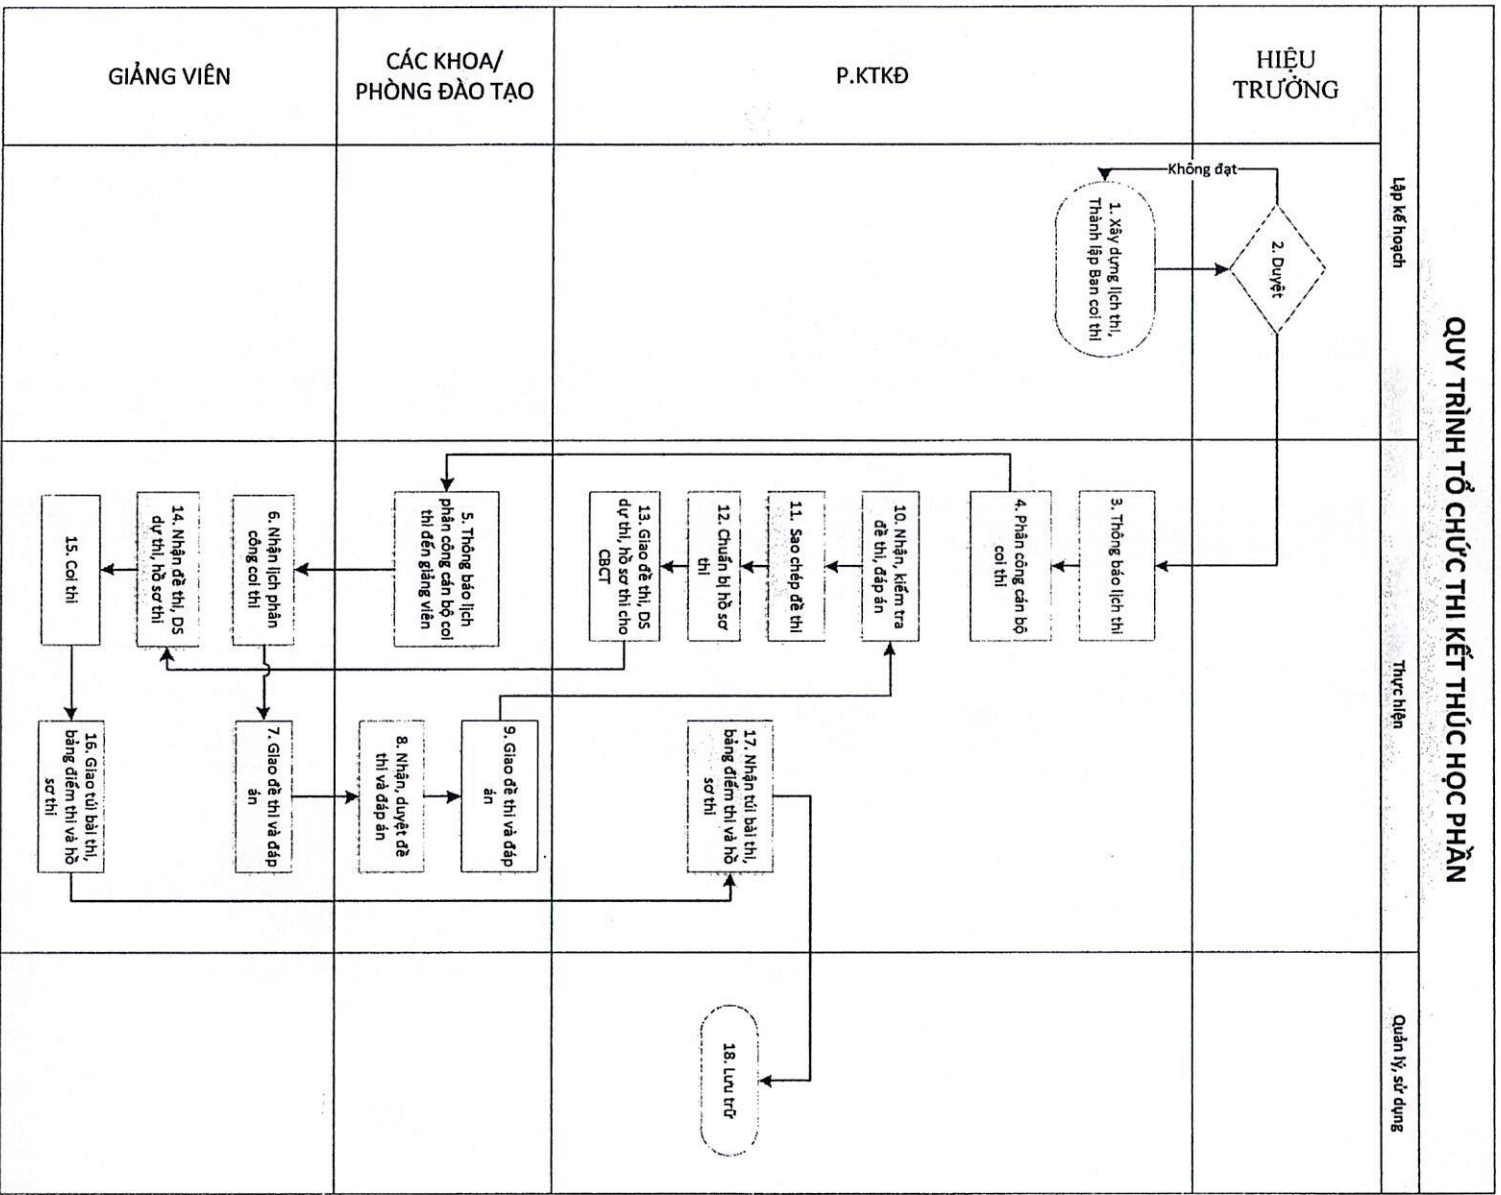 QUY TRÌNH TỔ CHỨC THI KẾT THÚC HỌC PHẦN
Lập kế hoạch
Thực hiện
Quản lý, sử dụng
HIỆU
TRƯỞNG
2. Duyệt
Không đạt
P.KTKĐ
1. Xây dựng lịch thi,
Thành lập Ban coi thi
3. Thông báo lịch thi
4. Phân công cán bộ
coi thi
10. Nhận, kiểm tra
đề thi, đáp án
11. Sao chép đề thi
12. Chuẩn bị hồ sơ
thi
13. Giao đề thi, DS
dự thi, hồ sơ thi cho
CBCT
17. Nhận túi bài thi,
bảng điểm thi và hồ
sơ thi
18. Lưu trữ
CÁC KHOA/
PHÒNG ĐÀO TẠO
5. Thông báo lịch
phân công cán bộ coi
thi đến giảng viên
9. Giao đề thi và đáp
án
8. Nhận, duyệt đề
thi và đáp án
GIẢNG VIÊN
6. Nhận lịch phân
công coi thi
7. Giao đề thi và đáp
án
14. Nhận đề thi, DS
dự thi, hồ sơ thi
15. Coi thi
16. Giao túi bài thi,
bảng điểm thi và hồ
sơ thi